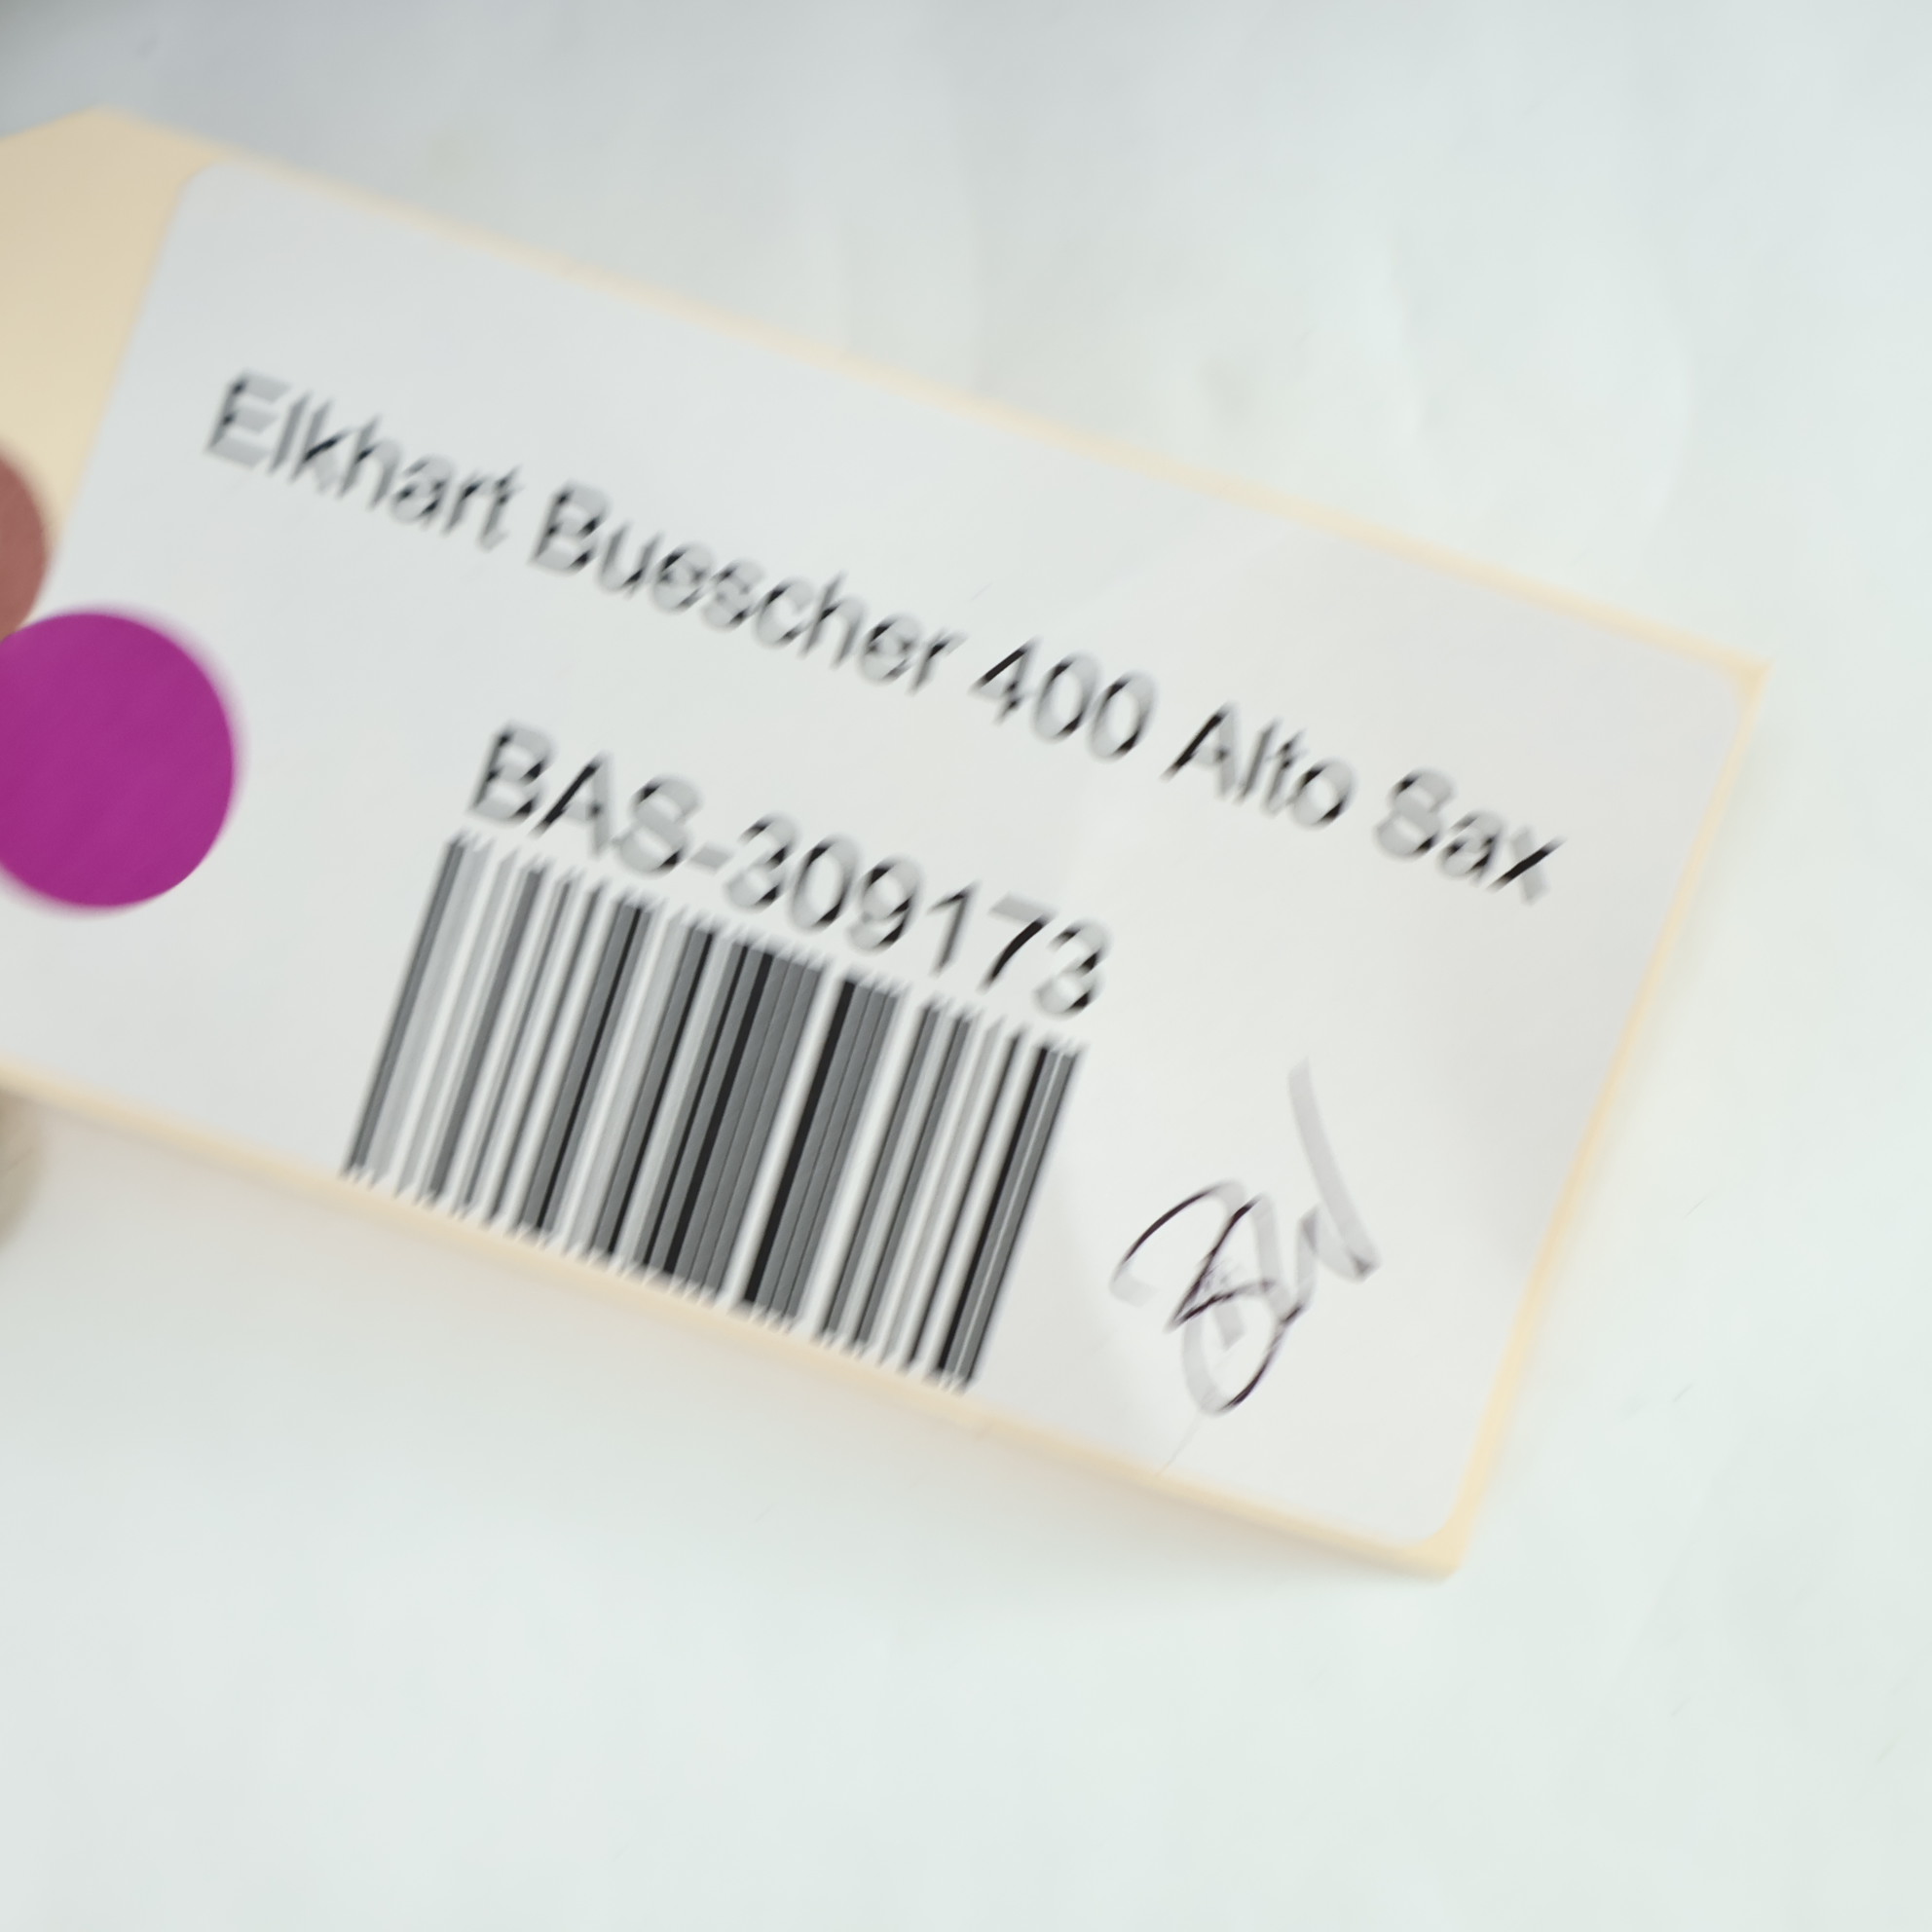 Elkhart Buescher 400 Alto Sax
BAS-309173